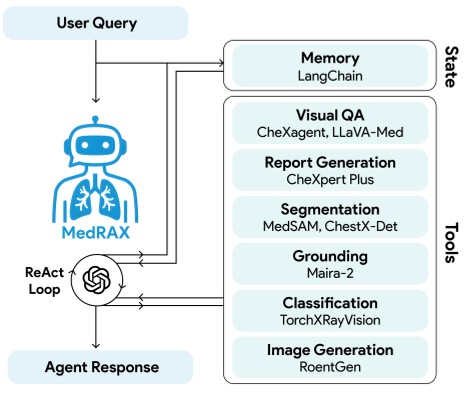 User Query
Memory
LangChain
State
Visual QA
CheXagent, LLaVA-Med
Report Generation
CheXpert Plus
Segmentation
MedSAM, ChestX-Det
Grounding
Maira-2
Classification
TorchXRayVision
Image Generation
RoentGen
Tools
MedRAX
ReAct
Loop
Agent Response